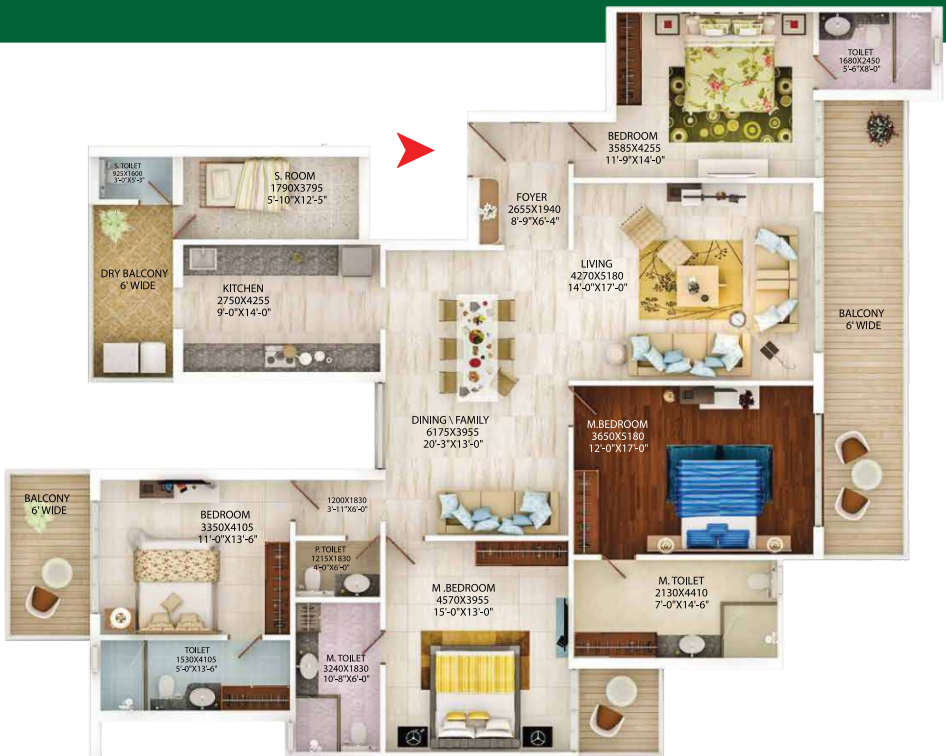 TOILET
1680X2450
5'-6"X8'-0"
BEDROOM
3585X4255
11'-9"X14'-0"
S. TOILET
925X1600
3'-0"X5'-3"
S. ROOM
1790X3795
5'-10"X12'-5"
FOYER
2655X1940
8'-9"X6'-4"
DRY BALCONY
6' WIDE
KITCHEN
2750X4255
9'-0"X14'-0"
LIVING
4270X5180
14'-0"X17'-0"
BALCONY
6' WIDE
DINING \ FAMILY
6175X3955
20'-3"X13'-0"
M.BEDROOM
3650X5180
12'-0"X17'-0"
BALCONY
6' WIDE
BEDROOM
3350X4105
11'-0"X13'-6"
1200X1830
3'-11"X6'-0"
P. TOILET
1215X1830
4'-0"X6'-0"
M .BEDROOM
4570X3955
15'-0"X13'-0"
M. TOILET
2130X4410
7'-0"X14'-6"
TOILET
1530X4105
5'-0"X13'-6"
M. TOILET
3240X1830
10'-8"X6'-0"